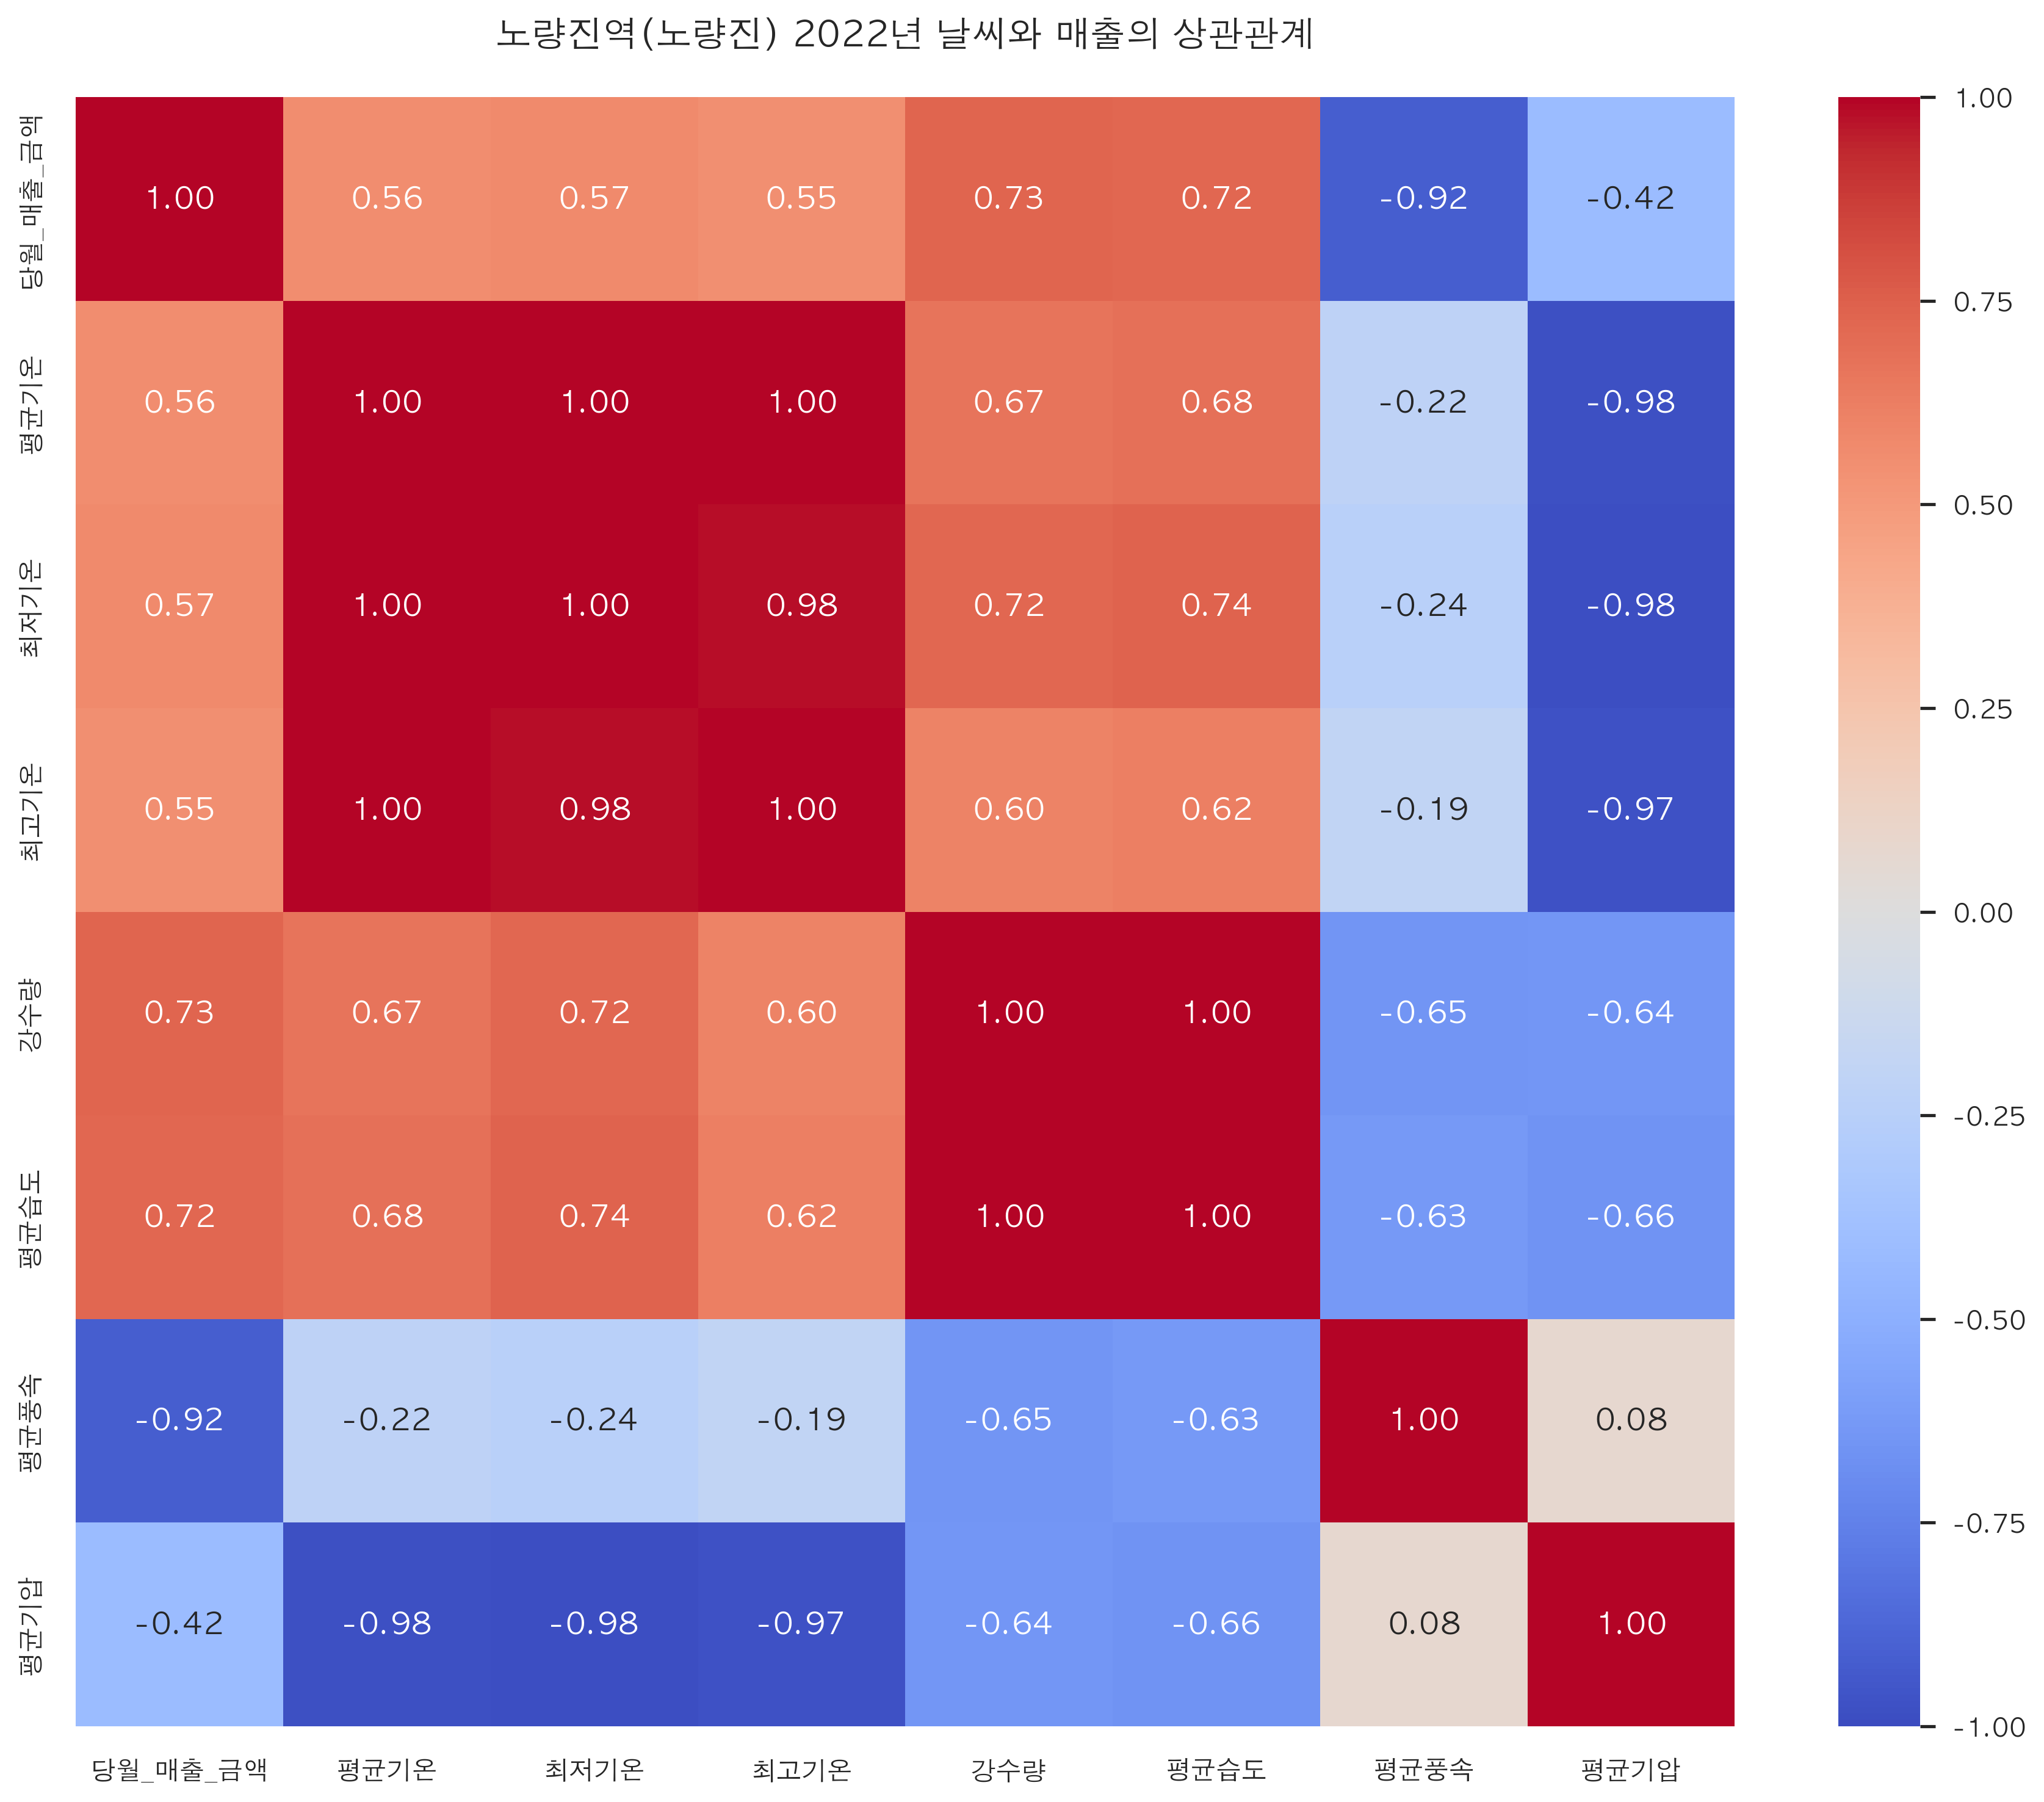 노량진역(노량진) 2022년 날씨와 매출의 상관관계
당월_매출_금액 1.00 0.56 0.57 0.55 0.73 0.72 -0.92 -0.42
평균기온 0.56 1.00 1.00 1.00 0.67 0.68 -0.22 -0.98
최저기온 0.57 1.00 1.00 0.98 0.72 0.74 -0.24 -0.98
최고기온 0.55 1.00 0.98 1.00 0.60 0.62 -0.19 -0.97
강수량 0.73 0.67 0.72 0.60 1.00 1.00 -0.65 -0.64
평균습도 0.72 0.68 0.74 0.62 1.00 1.00 -0.63 -0.66
평균풍속 -0.92 -0.22 -0.24 -0.19 -0.65 -0.63 1.00 0.08
평균기압 -0.42 -0.98 -0.98 -0.97 -0.64 -0.66 0.08 1.00
당월_매출_금액 평균기온 최저기온 최고기온 강수량 평균습도 평균풍속 평균기압
1.00
0.75
0.50
0.25
0.00
-0.25
-0.50
-0.75
-1.00